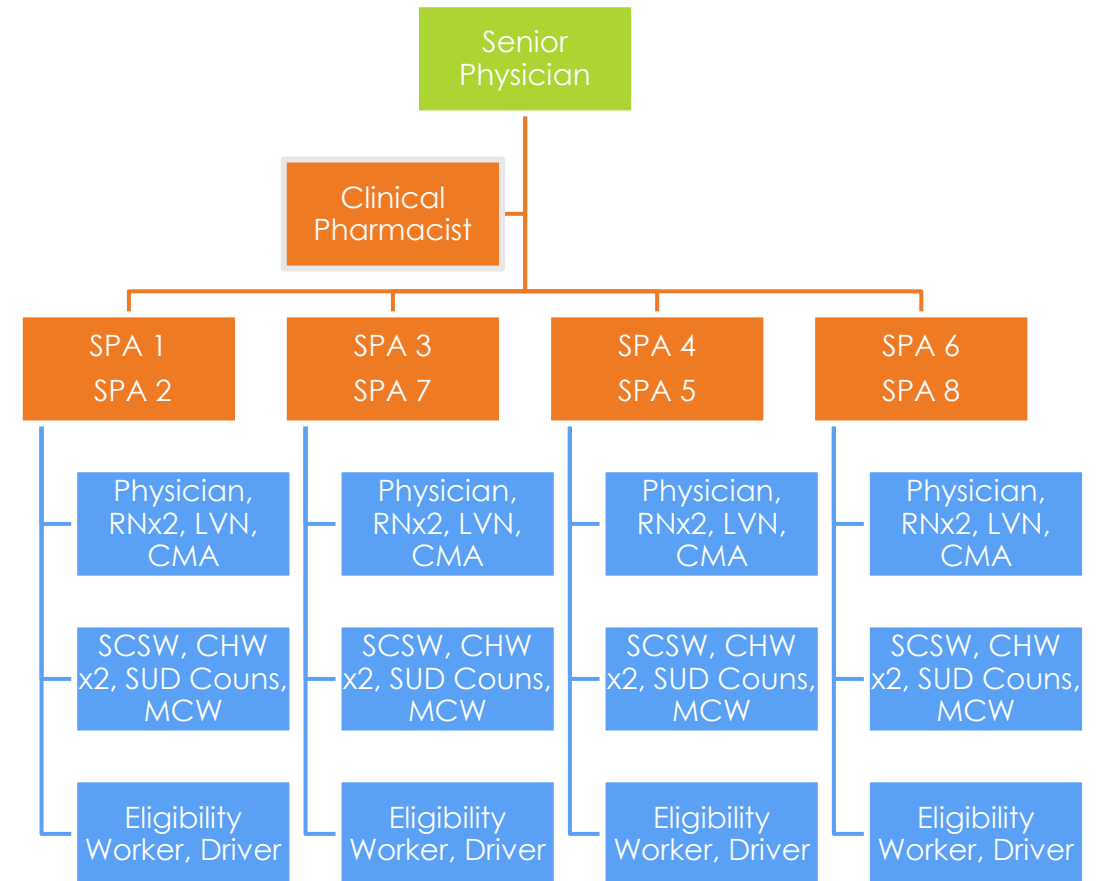 Senior
Physician
Clinical
Pharmacist
SPA 1
SPA 2
SPA 3
SPA 7
SPA 4
SPA 5
SPA 6
SPA 8
Physician,
RNx2, LVN,
CMA
Physician,
RNx2, LVN,
CMA
Physician,
RNx2, LVN,
CMA
Physician,
RNx2, LVN,
CMA
SCSW, CHW
x2, SUD Couns,
MCW
SCSW, CHW
x2, SUD Couns,
MCW
SCSW, CHW
x2, SUD Couns,
MCW
SCSW, CHW
x2, SUD Couns,
MCW
Eligibility
Worker, Driver
Eligibility
Worker, Driver
Eligibility
Worker, Driver
Eligibility
Worker, Driver